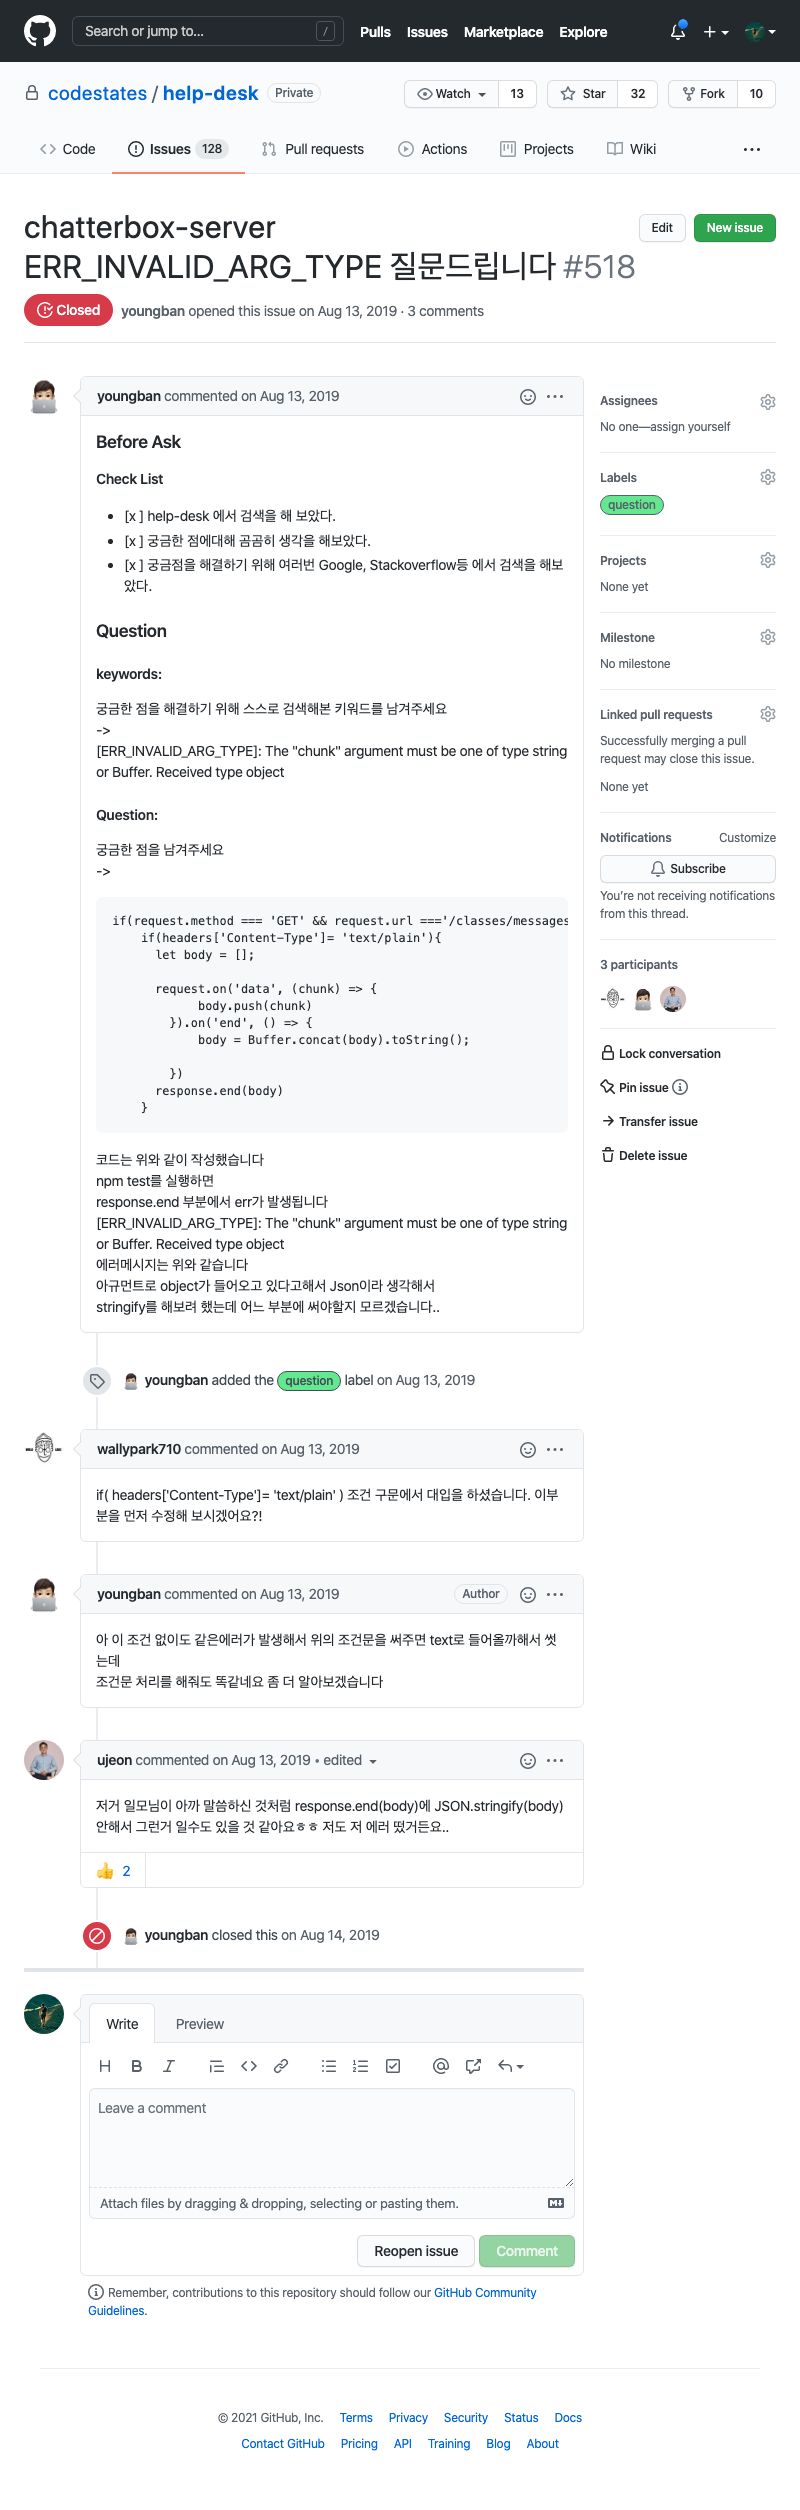 Search or jump to... /
Pulls Issues Marketplace Explore
codestates / help-desk Private
Watch 13 Star 32 Fork 10
Code Issues 128 Pull requests Actions Projects Wiki ...
chatterbox-server
ERR_INVALID_ARG_TYPE 질문드립니다 #518
Edit New issue
Closed youngban opened this issue on Aug 13, 2019 · 3 comments
youngban commented on Aug 13, 2019
Before Ask
Check List
[x ] help-desk 에서 검색을 해 보았다.
[x ] 궁금한 점에대해 곰곰히 생각을 해보았다.
[x ] 궁금점을 해결하기 위해 여러번 Google, Stackoverflow등 에서 검색을 해보
았다.
Question
keywords:
궁금한 점을 해결하기 위해 스스로 검색해본 키워드를 남겨주세요
->
[ERR_INVALID_ARG_TYPE]: The "chunk" argument must be one of type string
or Buffer. Received type object
Question:
궁금한 점을 남겨주세요
->
if(request.method === 'GET' && request.url ==='/classes/messages
if(headers['Content-Type']= 'text/plain'){
let body = [];
request.on('data', (chunk) => {
body.push(chunk)
}).on('end', () => {
body = Buffer.concat(body).toString();
})
response.end(body)
}
코드는 위와 같이 작성했습니다
npm test를 실행하면
response.end 부분에서 err가 발생됩니다
[ERR_INVALID_ARG_TYPE]: The "chunk" argument must be one of type string
or Buffer. Received type object
에러메시지는 위와 같습니다
아규먼트로 object가 들어오고 있다고해서 Json이라 생각해서
stringify를 해보려 했는데 어느 부분에 써야할지 모르겠습니다..
youngban added the question label on Aug 13, 2019
wallypark710 commented on Aug 13, 2019
if( headers['Content-Type']= 'text/plain' ) 조건 구문에서 대입을 하셨습니다. 이부
분을 먼저 수정해 보시겠어요?!
youngban commented on Aug 13, 2019 Author
아 이 조건 없이도 같은에러가 발생해서 위의 조건문을 써주면 text로 들어올까해서 썻
는데
조건문 처리를 해줘도 똑같네요 좀 더 알아보겠습니다
ujeon commented on Aug 13, 2019 • edited
저거 일모님이 아까 말씀하신 것처럼 response.end(body)에 JSON.stringify(body)
안해서 그런거 일수도 있을 것 같아요ㅎㅎ 저도 저 에러 떴거든요..
👍 2
youngban closed this on Aug 14, 2019
Assignees
No one—assign yourself
Labels
question
Projects
None yet
Milestone
No milestone
Linked pull requests
Successfully merging a pull
request may close this issue.
None yet
Notifications Customize
Subscribe
You're not receiving notifications
from this thread.
3 participants
Lock conversation
Pin issue
Transfer issue
Delete issue
Write Preview
Leave a comment
Attach files by dragging & dropping, selecting or pasting them.
Reopen issue Comment
Remember, contributions to this repository should follow our GitHub Community
Guidelines.
© 2021 GitHub, Inc. Terms Privacy Security Status Docs
Contact GitHub Pricing API Training Blog About